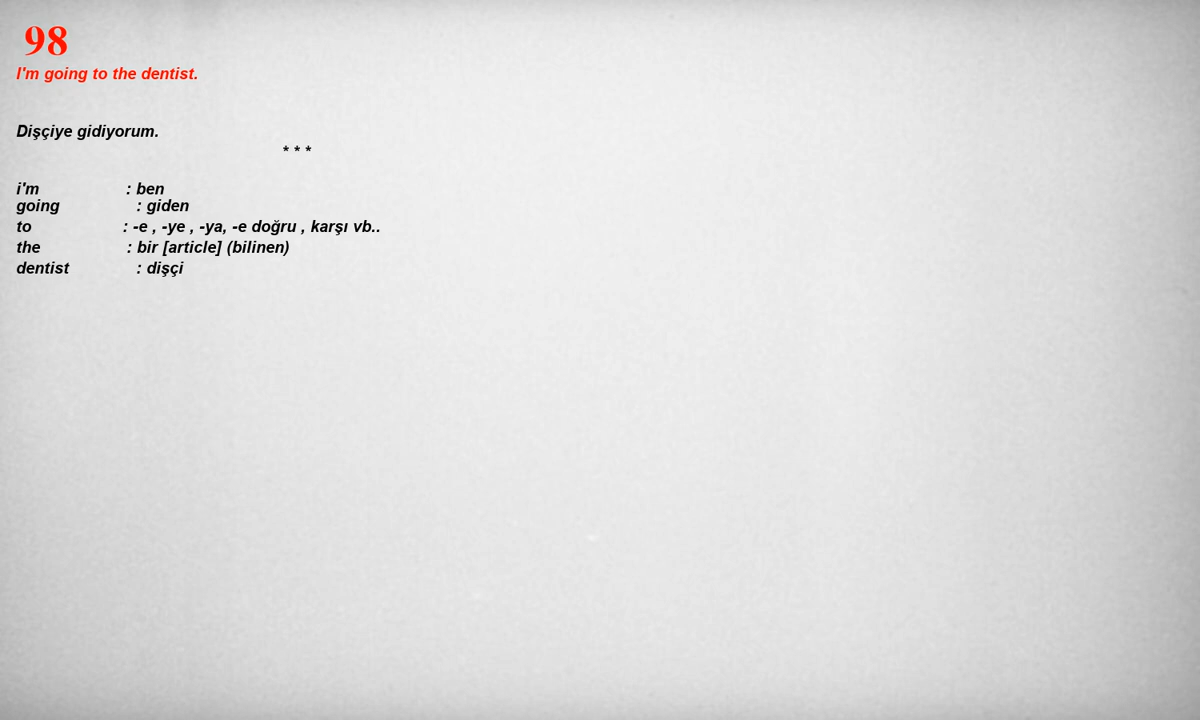 98
I'm going to the dentist.
Dişçiye gidiyorum.
* * *
i'm : ben
going : giden
to : -e , -ye , -ya, -e doğru , karşı vb..
the : bir [article] (bilinen)
dentist : dişçi